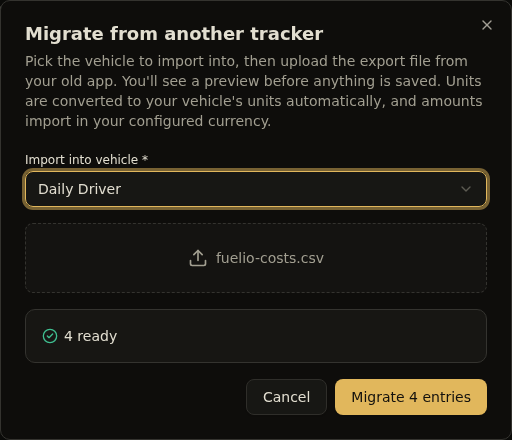 Migrate from another tracker
Pick the vehicle to import into, then upload the export file from
your old app. You'll see a preview before anything is saved. Units
are converted to your vehicle's units automatically, and amounts
import in your configured currency.
Import into vehicle *
Daily Driver
fuelio-costs.csv
4 ready
Cancel
Migrate 4 entries